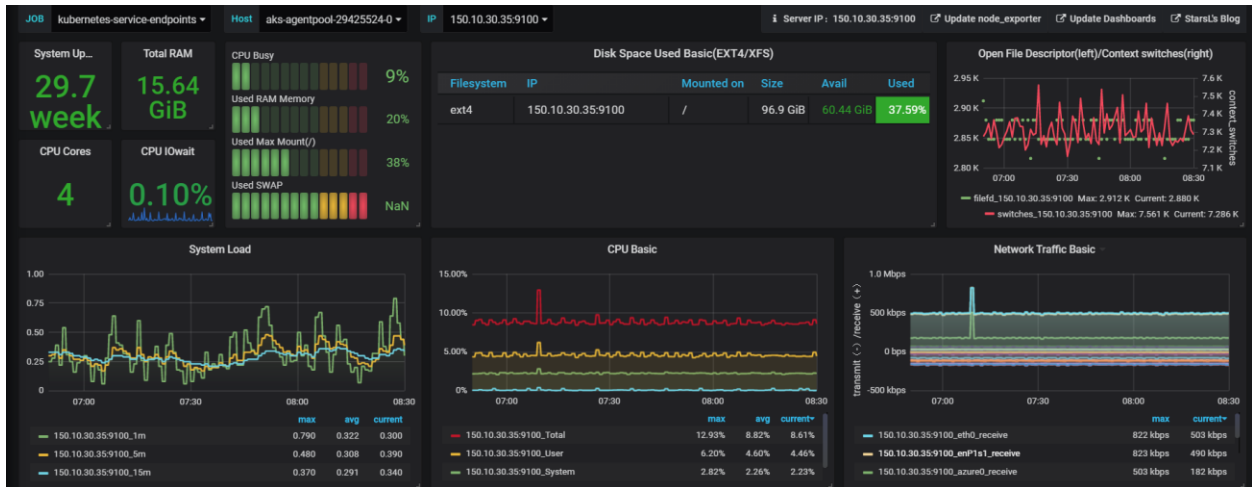 JOB kubernetes-service-endpoints Host aks-agentpool-29425524-0 IP 150.10.30.35:9100 Server IP : 150.10.30.35:9100 Update node_exporter Update Dashboards StarsL's Blog
System Up...
29.7
week
Total RAM
15.64
GiB
CPU Cores
4
CPU IOwait
0.10%
CPU Busy
9%
Used RAM Memory
20%
Used Max Mount(/)
38%
Used SWAP
NaN
Disk Space Used Basic(EXT4/XFS)
Filesystem IP Mounted on Size Avail Used
ext4 150.10.30.35:9100 / 96.9 GiB 60.44 GiB 37.59%
Open File Descriptor(left)/Context switches(right)
2.95 K
2.90 K
2.85 K
2.80 K
7.6 K
7.5 K
7.4 K
7.3 K
7.2 K
7.1 K
context_switches
07:00 07:30 08:00 08:30
filefd_150.10.30.35:9100 Max: 2.912 K Current: 2.880 K
switches_150.10.30.35:9100 Max: 7.561 K Current: 7.286 K
System Load
1.00
0.75
0.50
0.25
0
07:00 07:30 08:00 08:30
max avg current
150.10.30.35:9100_1m 0.790 0.322 0.300
150.10.30.35:9100_5m 0.480 0.308 0.390
150.10.30.35:9100_15m 0.370 0.291 0.340
CPU Basic
15.00%
10.00%
5.00%
0%
07:00 07:30 08:00 08:30
max avg current
150.10.30.35:9100_Total 12.93% 8.82% 8.61%
150.10.30.35:9100_User 6.20% 4.60% 4.46%
150.10.30.35:9100_System 2.82% 2.26% 2.23%
Network Traffic Basic
transmit (-) /receive (+)
1.0 Mbps
500 kbps
0 bps
-500 kbps
07:00 07:30 08:00 08:30
max current
150.10.30.35:9100_eth0_receive 822 kbps 503 kbps
150.10.30.35:9100_enP1s1_receive 823 kbps 490 kbps
150.10.30.35:9100_azure0_receive 503 kbps 182 kbps